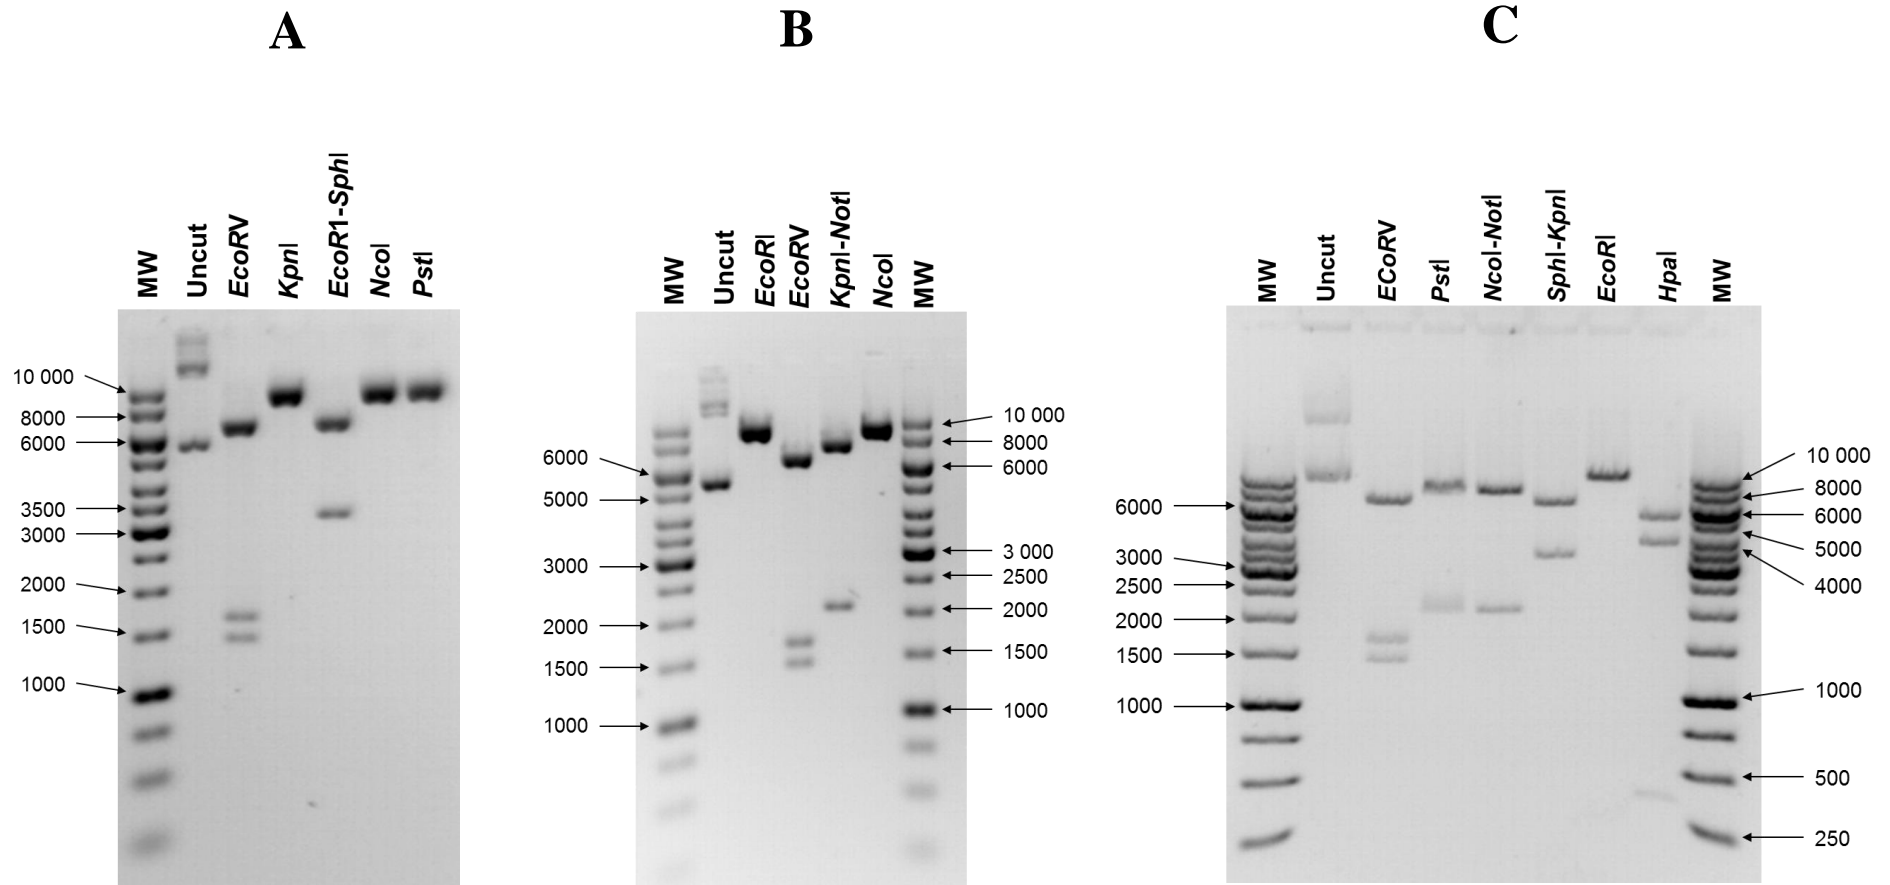 A
B
C
MW
Uncut
EcoRV
KpnI
EcoR1-SphI
NcoI
PstI
10 000
8000
6000
3500
3000
2000
1500
1000
MW
Uncut
EcoRI
EcoRV
KpnI-NotI
NcoI
MW
6000
5000
3000
2000
1500
1000
10 000
8000
6000
3 000
2500
2000
1500
1000
MW
Uncut
ECoRV
PstI
NcoI-NotI
SphI-KpnI
EcoRI
HpaI
MW
6000
3000
2500
2000
1500
1000
10 000
8000
6000
5000
4000
1000
500
250